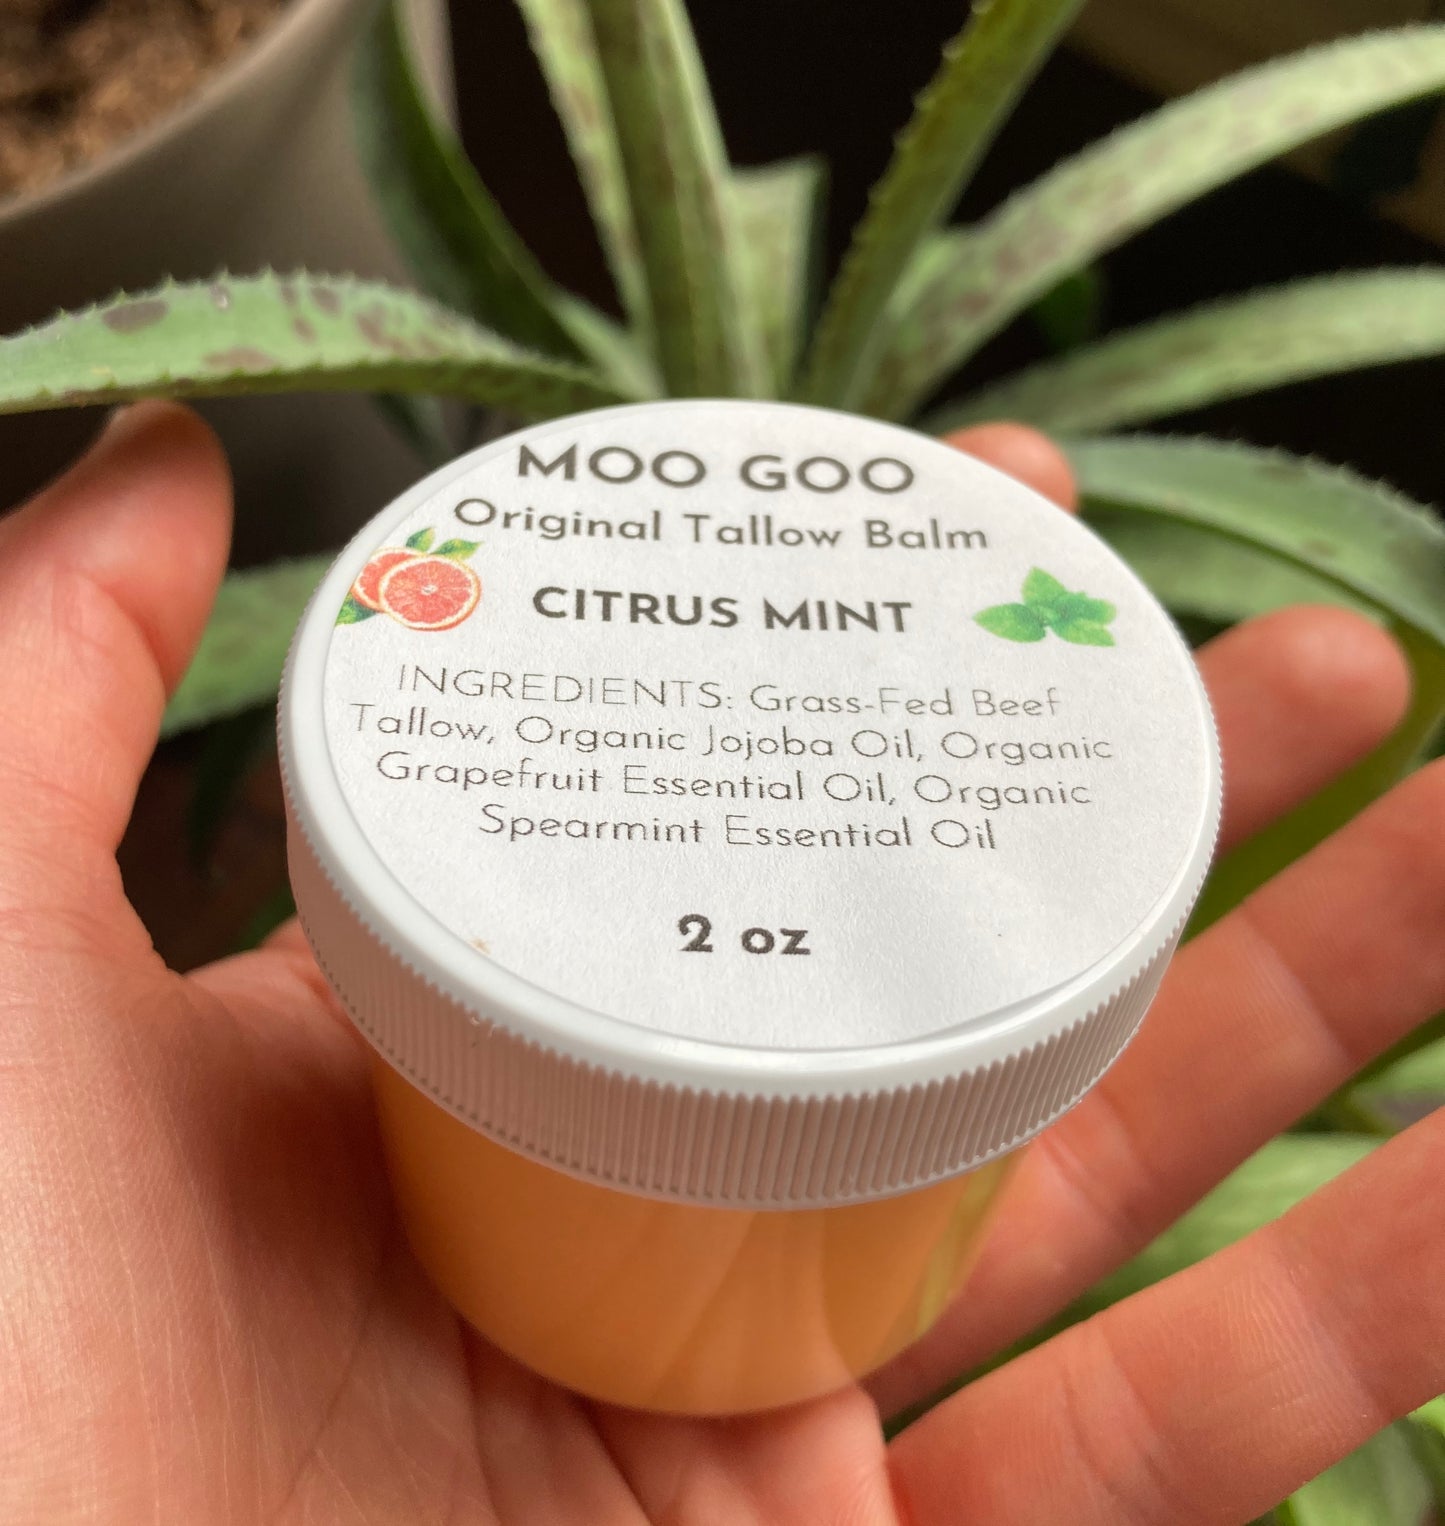 MOO GOO
Original Tallow Balm
CITRUS MINT
INGREDIENTS: Grass-Fed Beef
Tallow, Organic Jojoba Oil, Organic
Grapefruit Essential Oil, Organic
Spearmint Essential Oil
2 oz